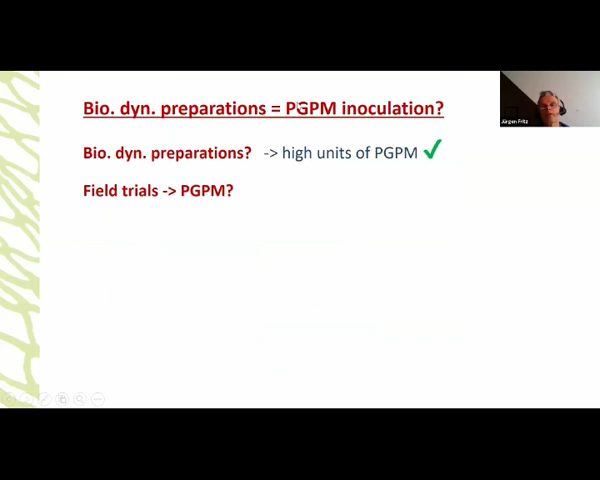 Bio. dyn. preparations = PGPM inoculation?
Bio. dyn. preparations? -> high units of PGPM ✓
Field trials -> PGPM?
Jürgen Fritz